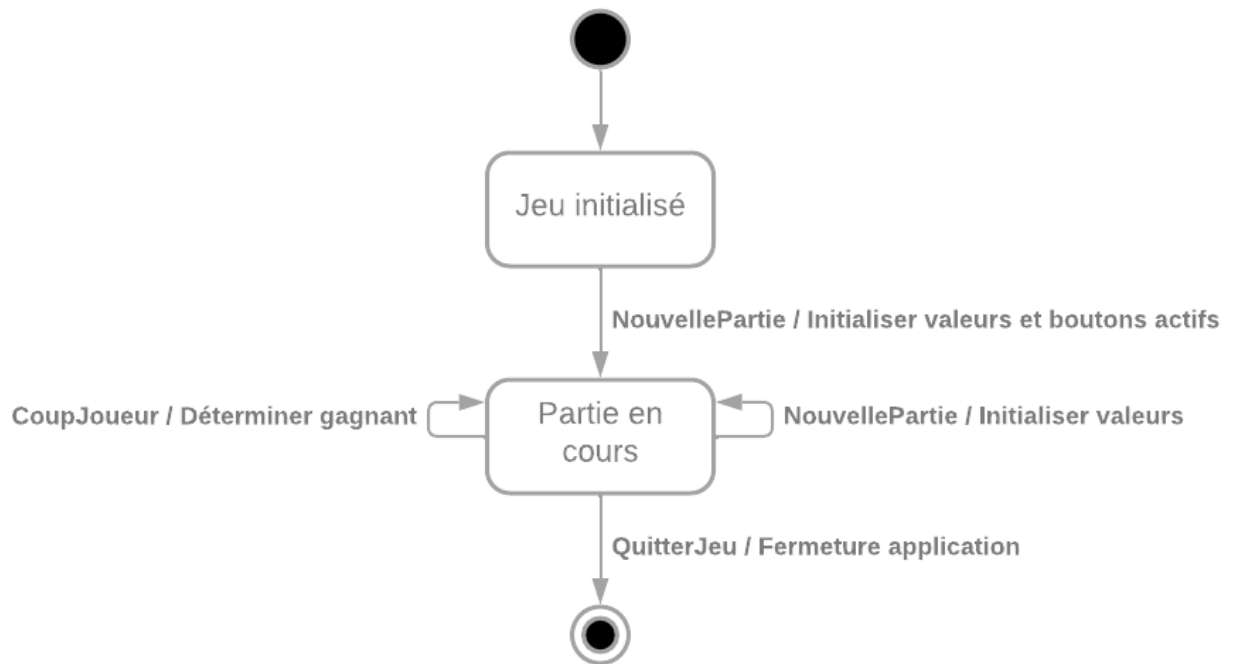 Jeu initialisé
NouvellePartie / Initialiser valeurs et boutons actifs
CoupJoueur / Déterminer gagnant
Partie en
cours
NouvellePartie / Initialiser valeurs
QuitterJeu / Fermeture application